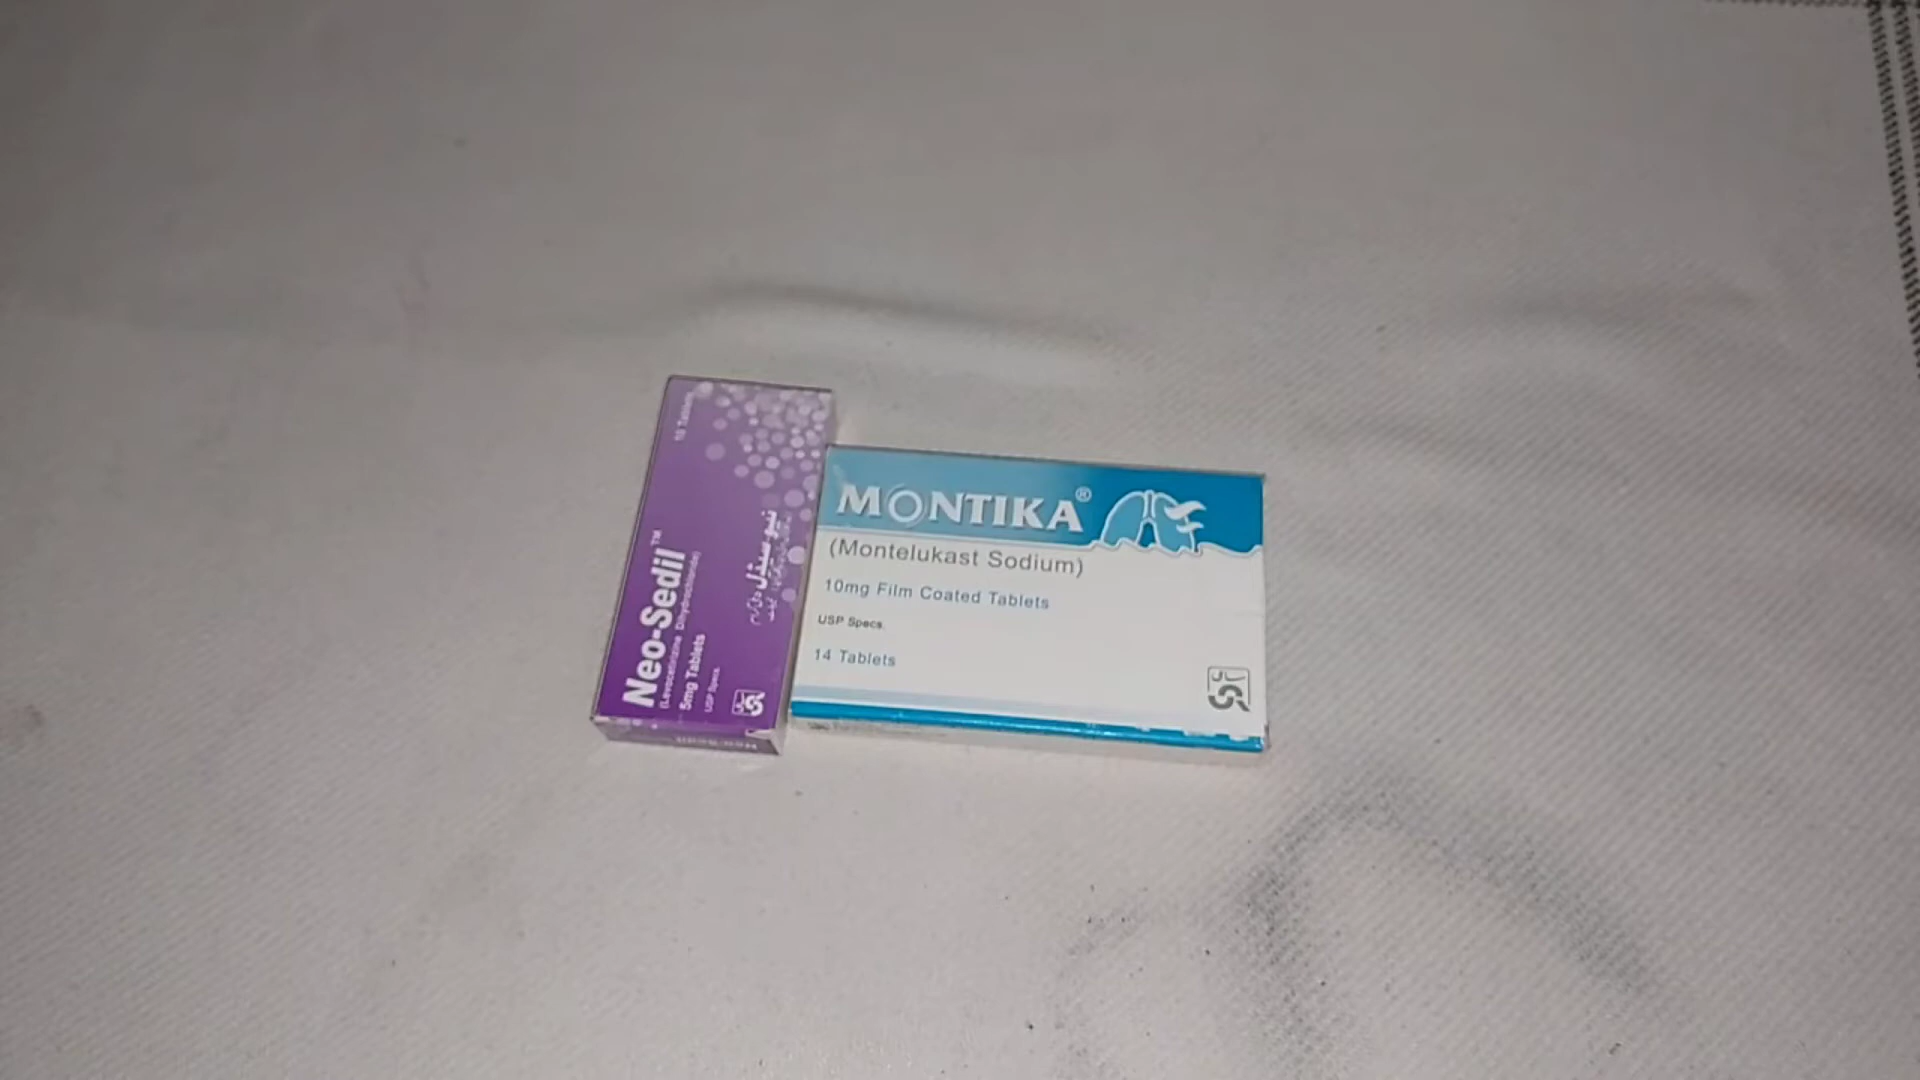 Neo-Sedil™
(Levocetirizine Dihydrochloride)
5mg Tablets
USP Specs.
10 Tablets
نیو سیڈل
MONTIKA®
(Montelukast Sodium)
10mg Film Coated Tablets
USP Specs.
14 Tablets